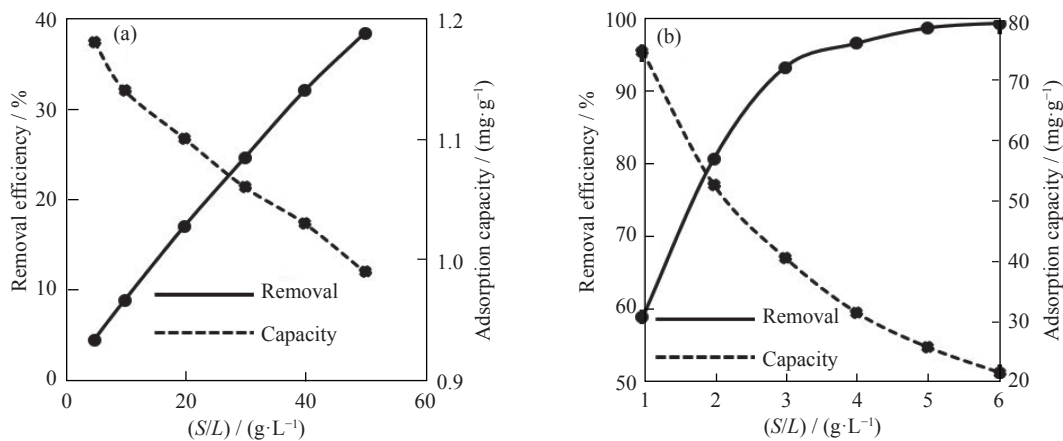 (a)
40
30
20
10
0
Removal efficiency / %
1.2
1.1
1.0
0.9
Adsorption capacity / (mg·g⁻¹)
Removal
Capacity
0 20 40 60
(S/L) / (g·L⁻¹)
(b)
100
90
80
70
60
50
Removal efficiency / %
80
70
60
50
40
30
20
Adsorption capacity / (mg·g⁻¹)
Removal
Capacity
1 2 3 4 5 6
(S/L) / (g·L⁻¹)